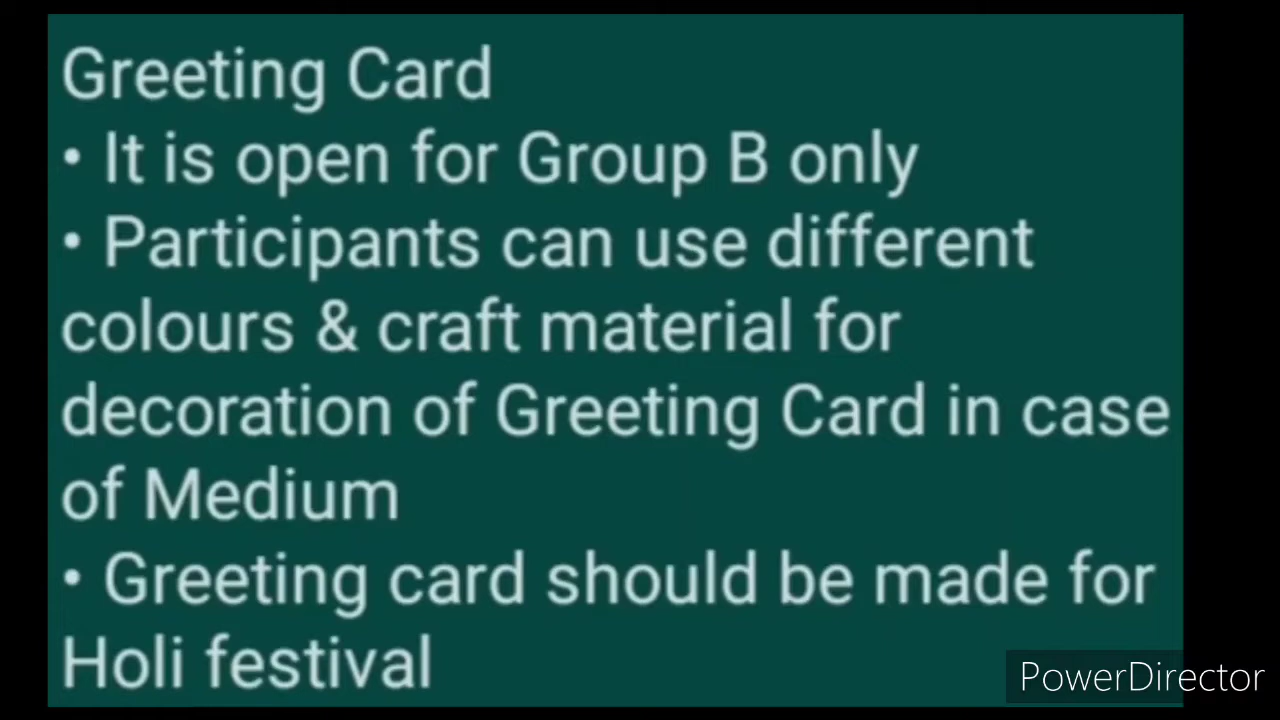 Greeting Card
• It is open for Group B only
• Participants can use different
colours & craft material for
decoration of Greeting Card in case
of Medium
• Greeting card should be made for
Holi festival
PowerDirector